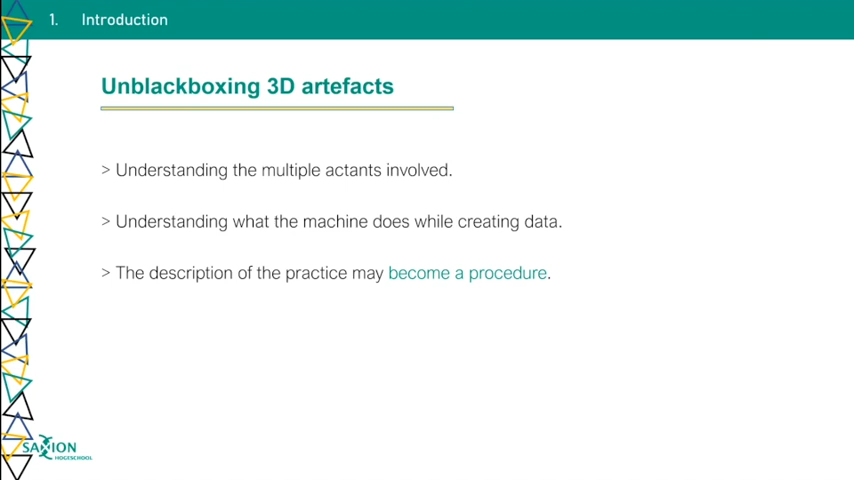 1. Introduction
Unblackboxing 3D artefacts
> Understanding the multiple actants involved.
> Understanding what the machine does while creating data.
> The description of the practice may become a procedure.
SAXION
HOGESCHOOL